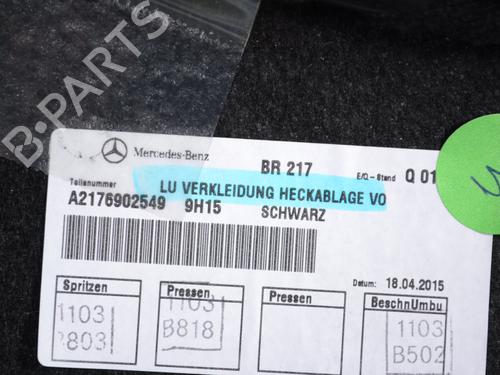 B-PARTS
Mercedes-Benz
BR 217
E/Q-Stand Q 01
Teilenummer
LU VERKLEIDUNG HECKABLAGE VO
A2176902549 9H15 SCHWARZ
Datum: 18.04.2015
Spritzen Pressen Pressen BeschnUmbu
1103 1103 1103
B803 B818 B502